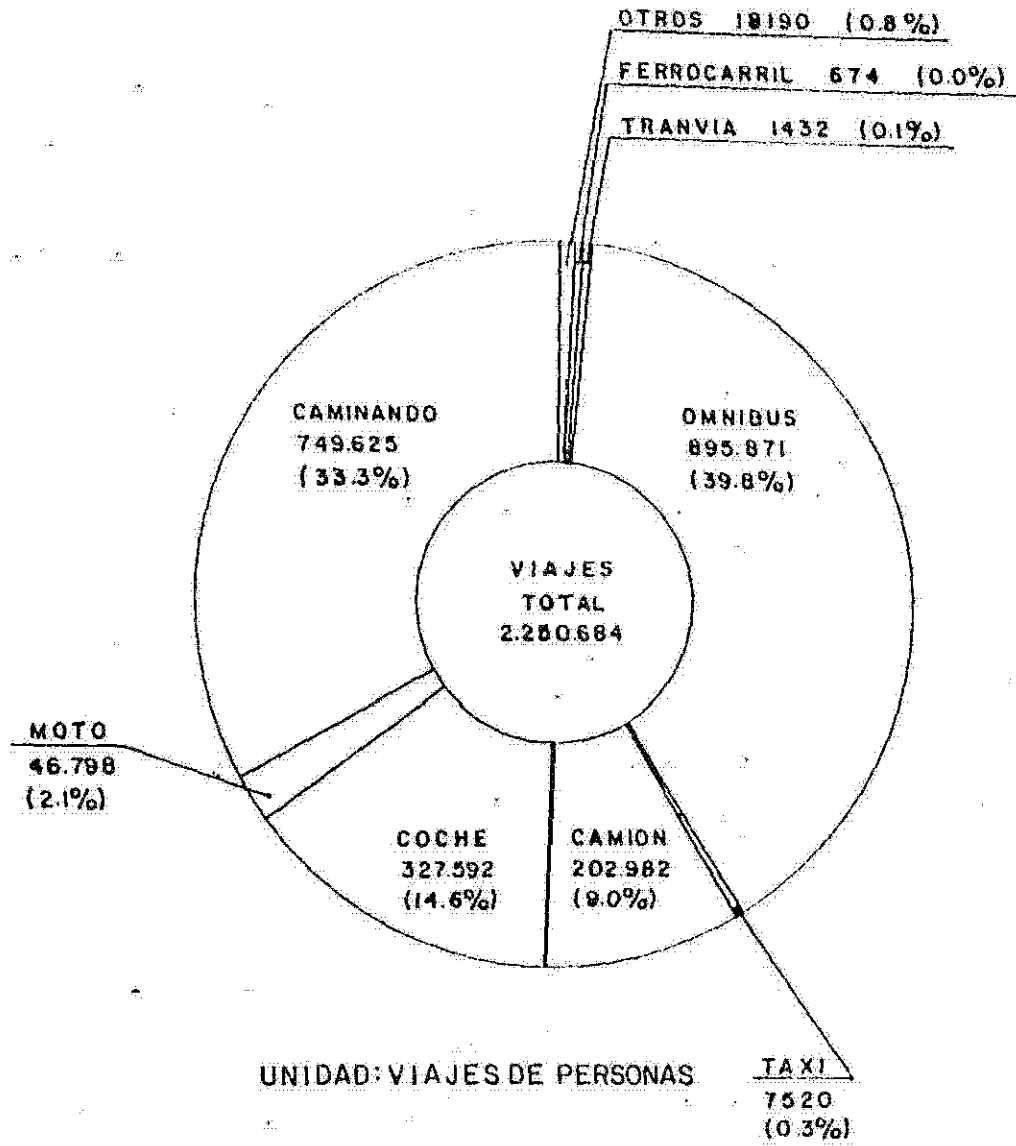 OTROS 18190 (0.8%)
FERROCARRIL 674 (0.0%)
TRANVIA 1432 (0.1%)
CAMINANDO
749.625
(33.3%)
OMNIBUS
895.871
(39.8%)
VIAJES
TOTAL
2.250.684
MOTO
46.798
(2.1%)
COCHE
327.592
(14.6%)
CAMION
202.982
(9.0%)
UNIDAD: VIAJES DE PERSONAS
TAXI
7520
(0.3%)